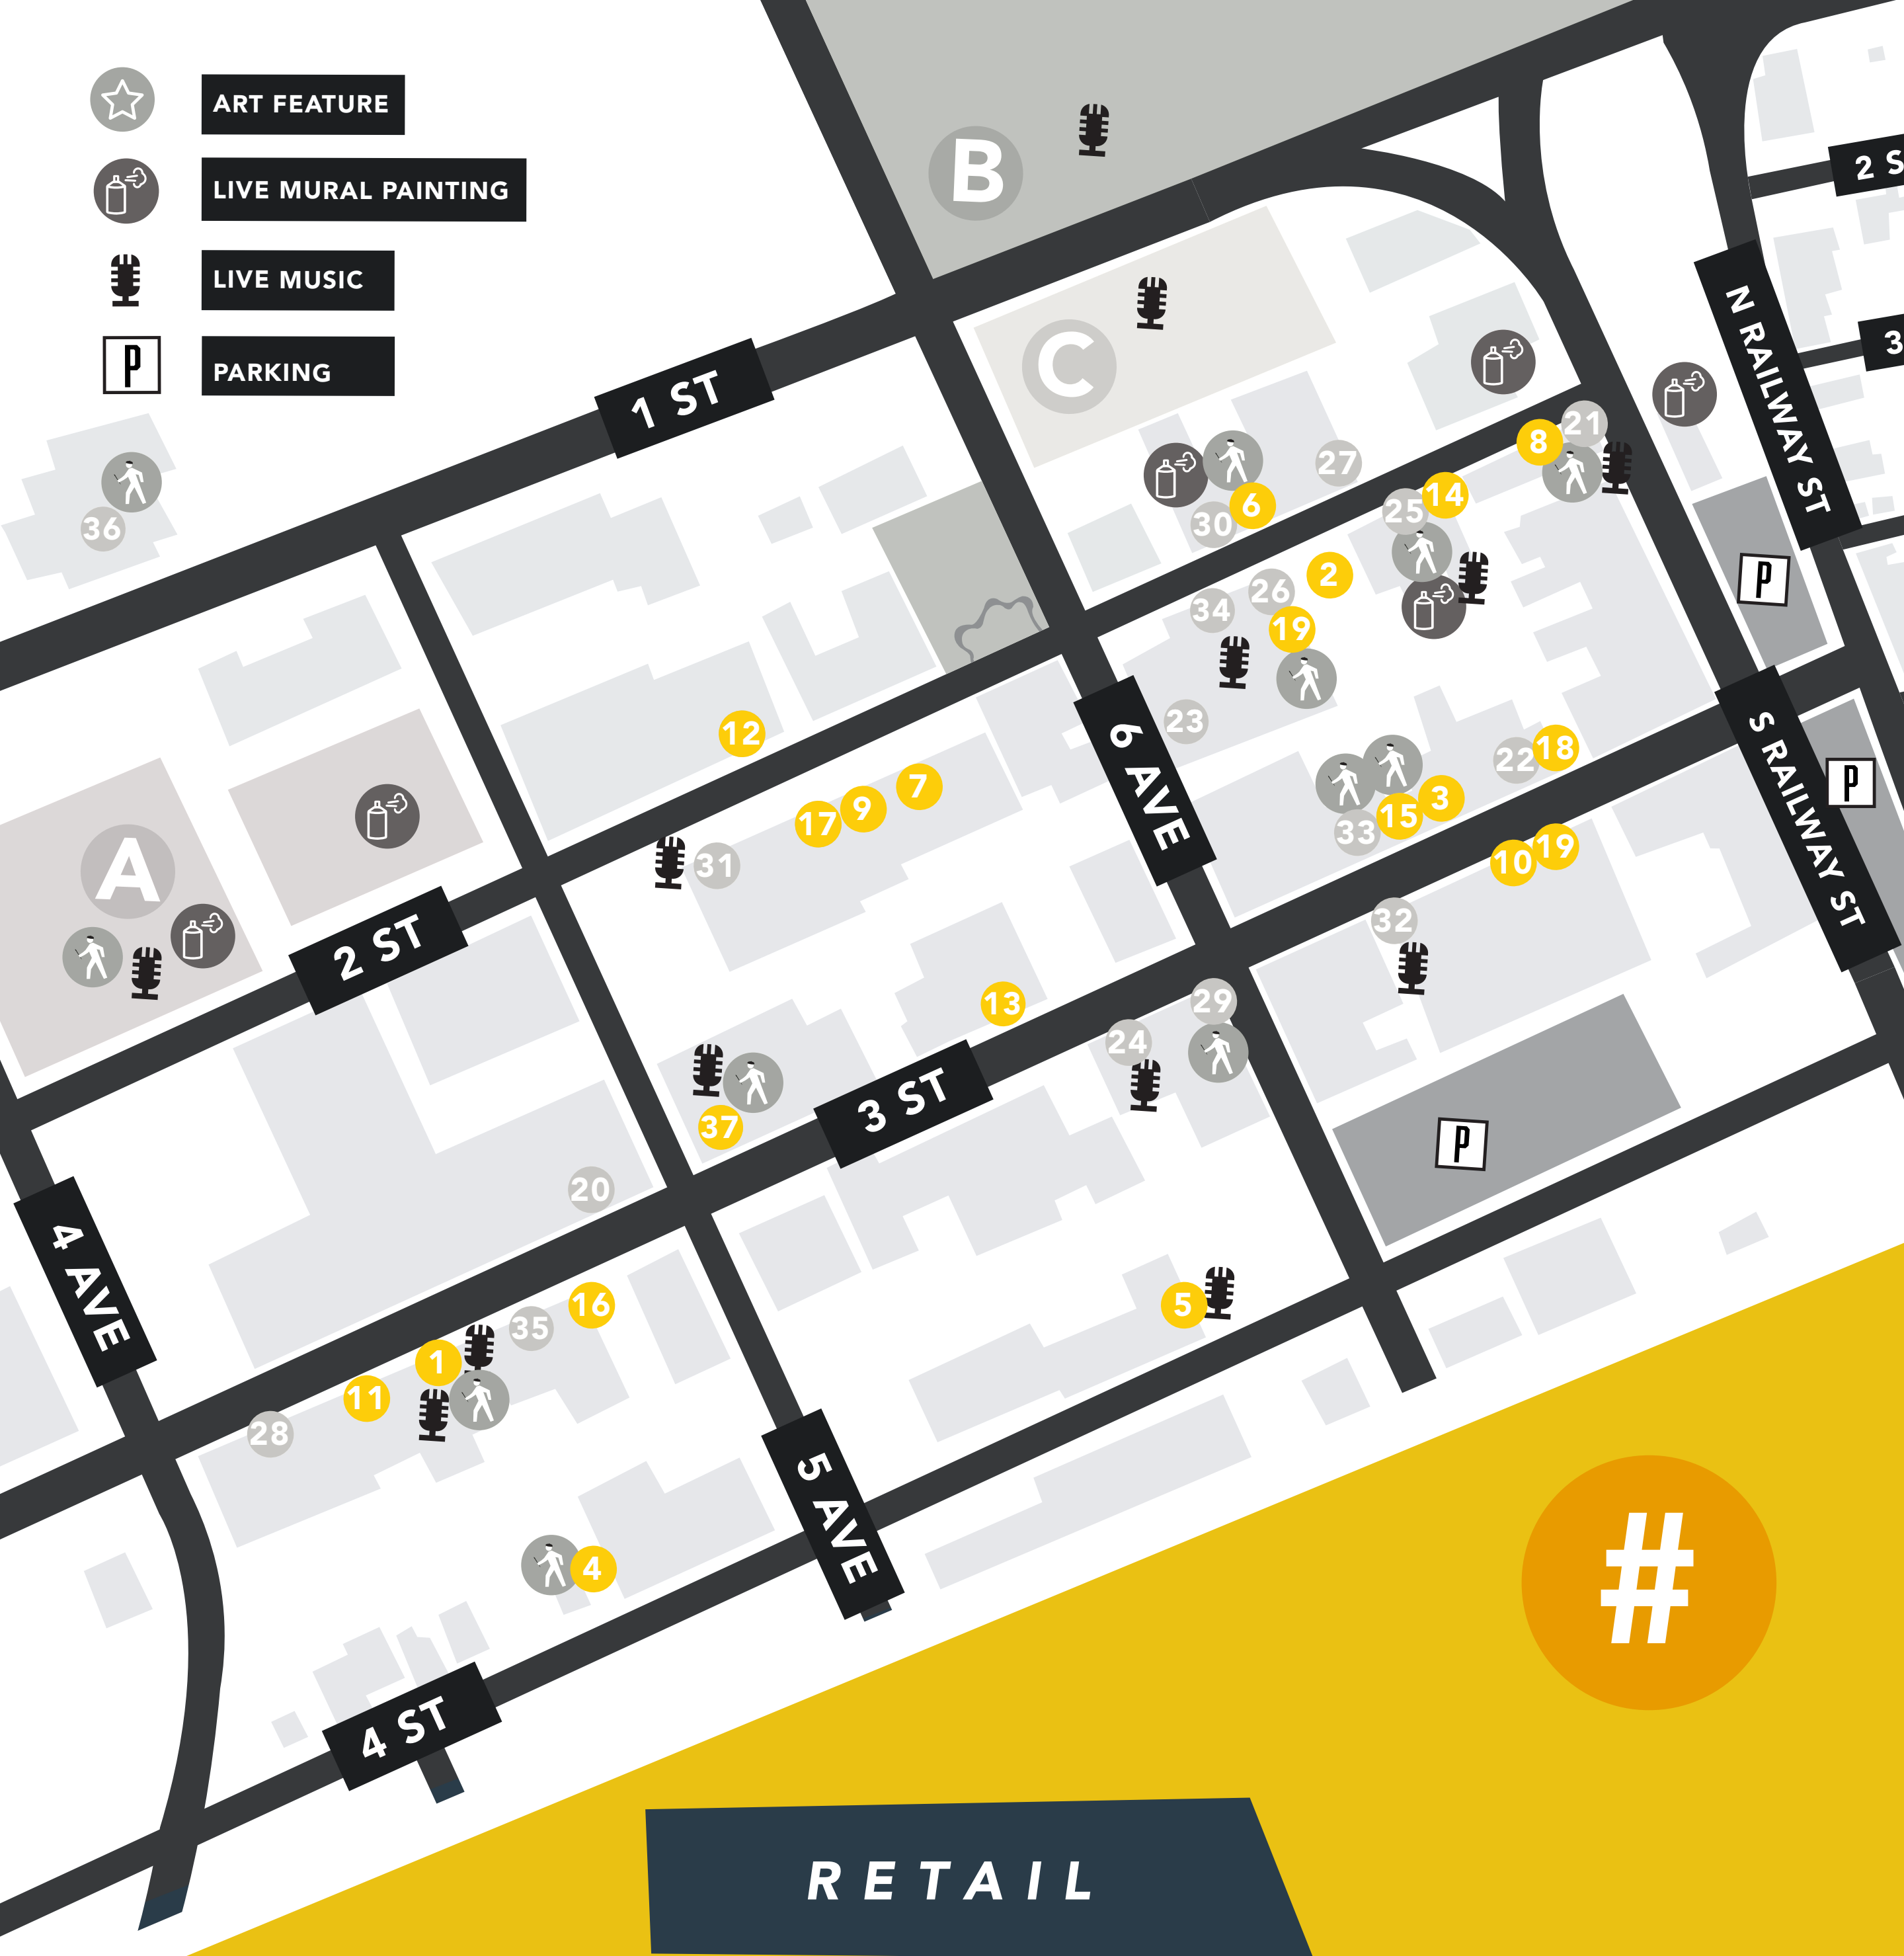 ART FEATURE
LIVE MURAL PAINTING
LIVE MUSIC
P PARKING
B
C
A
1 ST
2 S
3
N RAILWAY ST
21
8
27
6
30
14
25
36
2
26
34
19
P
23
12
6 AVE
22 18
S RAILWAY ST
P
7
9
17
3
15
33
19
10
31
32
2 ST
13
29
24
37
3 ST
P
20
4 AVE
5
16
35
1
11
28
5 AVE
4
4 ST
#
RETAIL